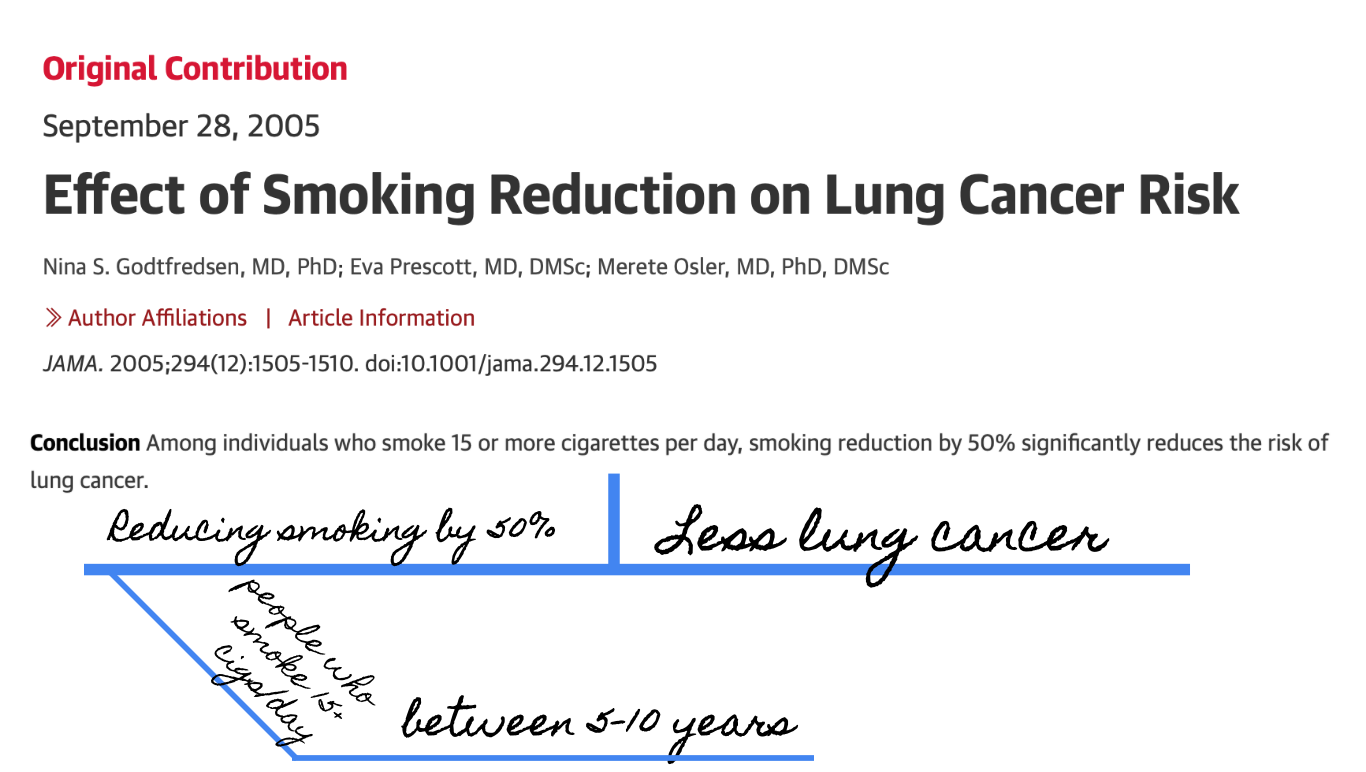 Original Contribution
September 28, 2005
Effect of Smoking Reduction on Lung Cancer Risk
Nina S. Godtfredsen, MD, PhD; Eva Prescott, MD, DMSc; Merete Osler, MD, PhD, DMSc
Author Affiliations | Article Information
JAMA. 2005;294(12):1505-1510. doi:10.1001/jama.294.12.1505
Conclusion Among individuals who smoke 15 or more cigarettes per day, smoking reduction by 50% significantly reduces the risk of
lung cancer.
Reducing smoking by 50%
Less lung cancer
people who
smoke 15+
cigs/day
between 5-10 years